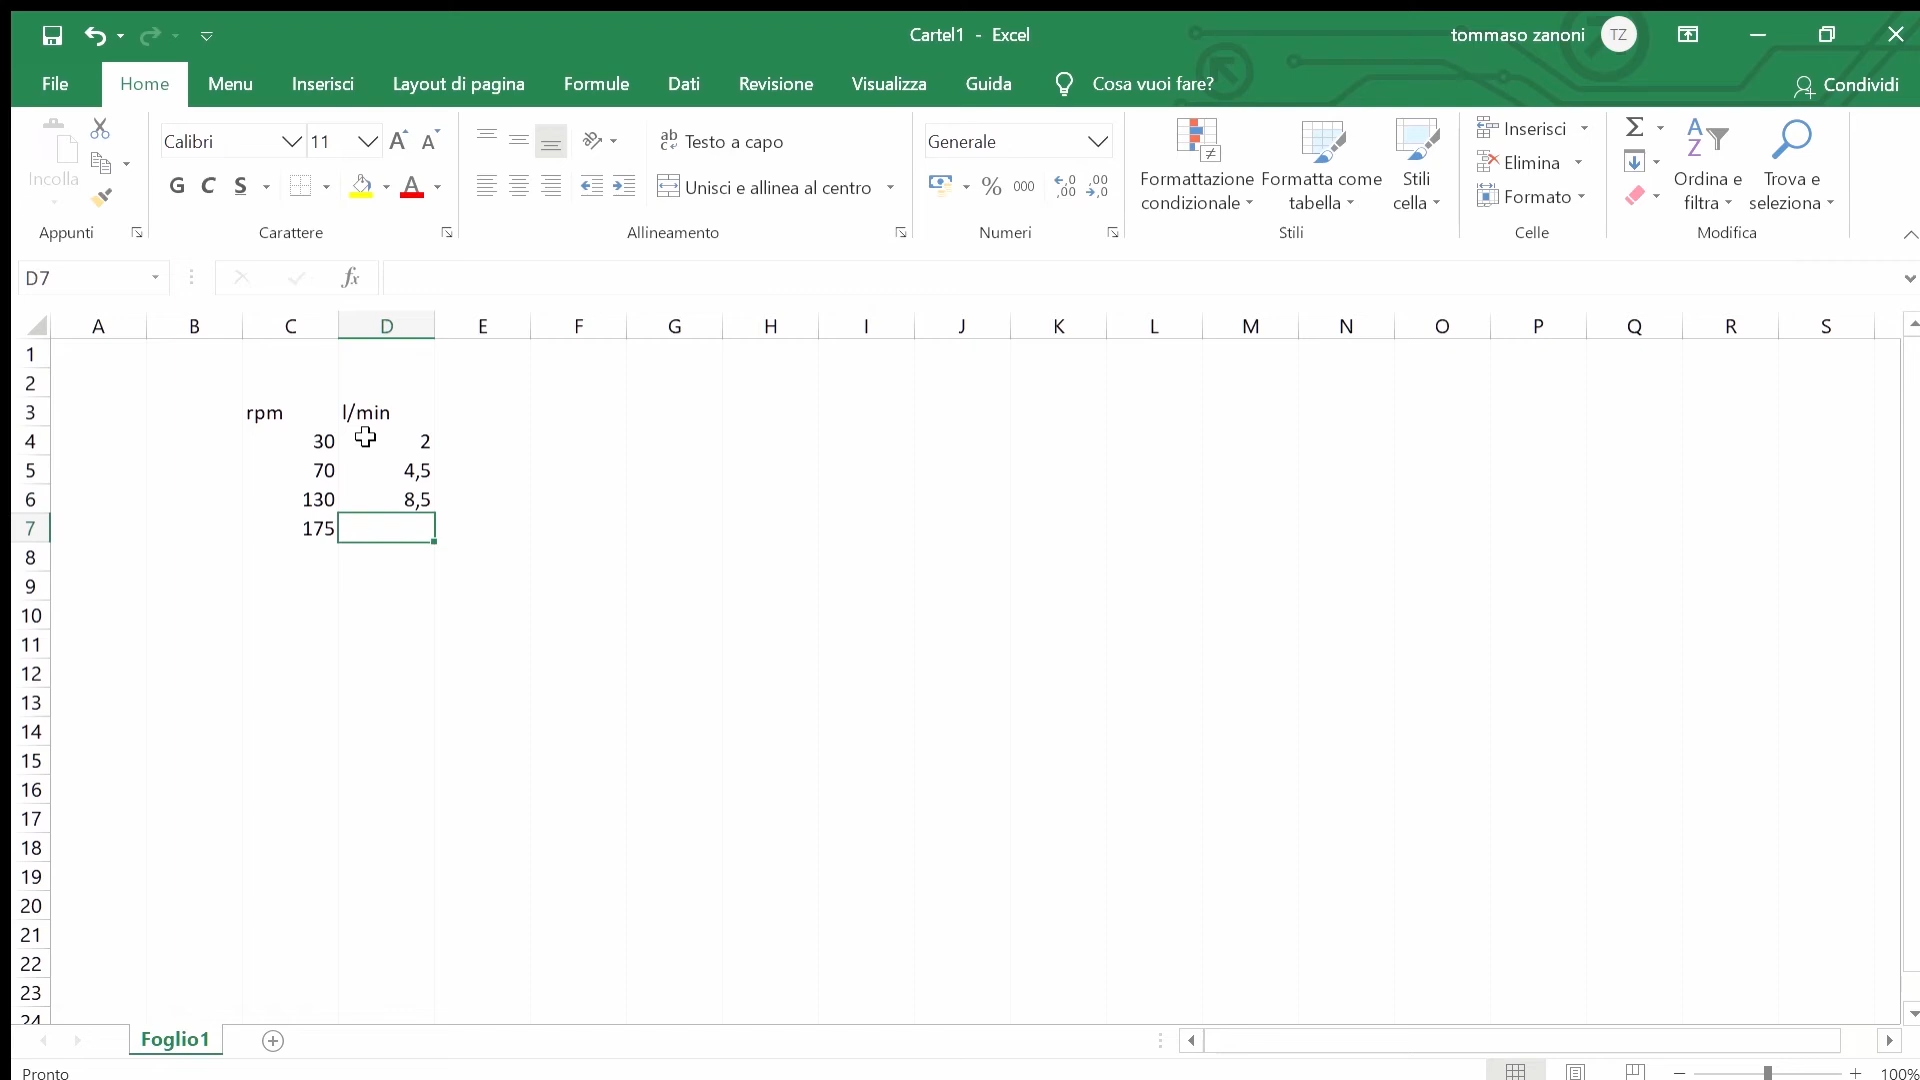 Cartel1 - Excel
tommaso zanoni
TZ
File
Home
Menu
Inserisci
Layout di pagina
Formule
Dati
Revisione
Visualizza
Guida
Cosa vuoi fare?
Condividi
Incolla
Calibri
11
G C S
A
Testo a capo
Unisci e allinea al centro
Generale
% 000
Formattazione condizionale
Formatta come tabella
Stili cella
Inserisci
Elimina
Formato
Ordina e filtra
Trova e seleziona
Appunti
Carattere
Allineamento
Numeri
Stili
Celle
Modifica
D7
fx
A B C D E F G H I J K L M N O P Q R S
1
2
3 rpm l/min
4 30 2
5 70 4,5
6 130 8,5
7 175
8
9
10
11
12
13
14
15
16
17
18
19
20
21
22
23
24
Foglio1
Pronto
100%